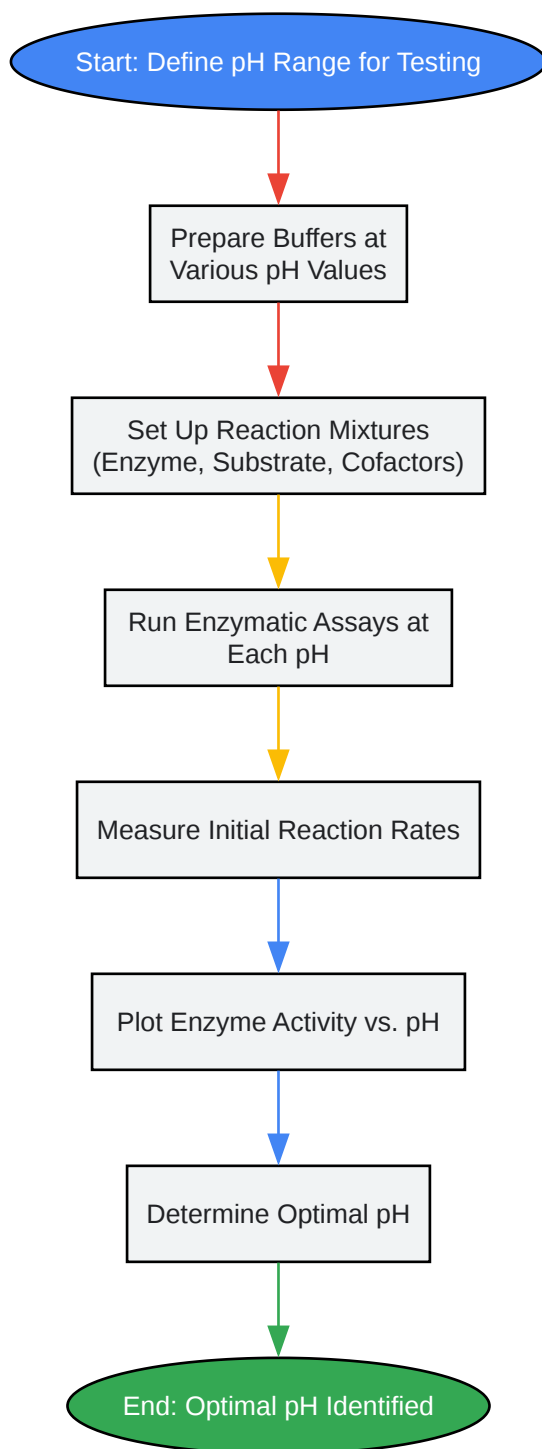 Start: Define pH Range for Testing
Prepare Buffers at
Various pH Values
Set Up Reaction Mixtures
(Enzyme, Substrate, Cofactors)
Run Enzymatic Assays at
Each pH
Measure Initial Reaction Rates
Plot Enzyme Activity vs. pH
Determine Optimal pH
End: Optimal pH Identified